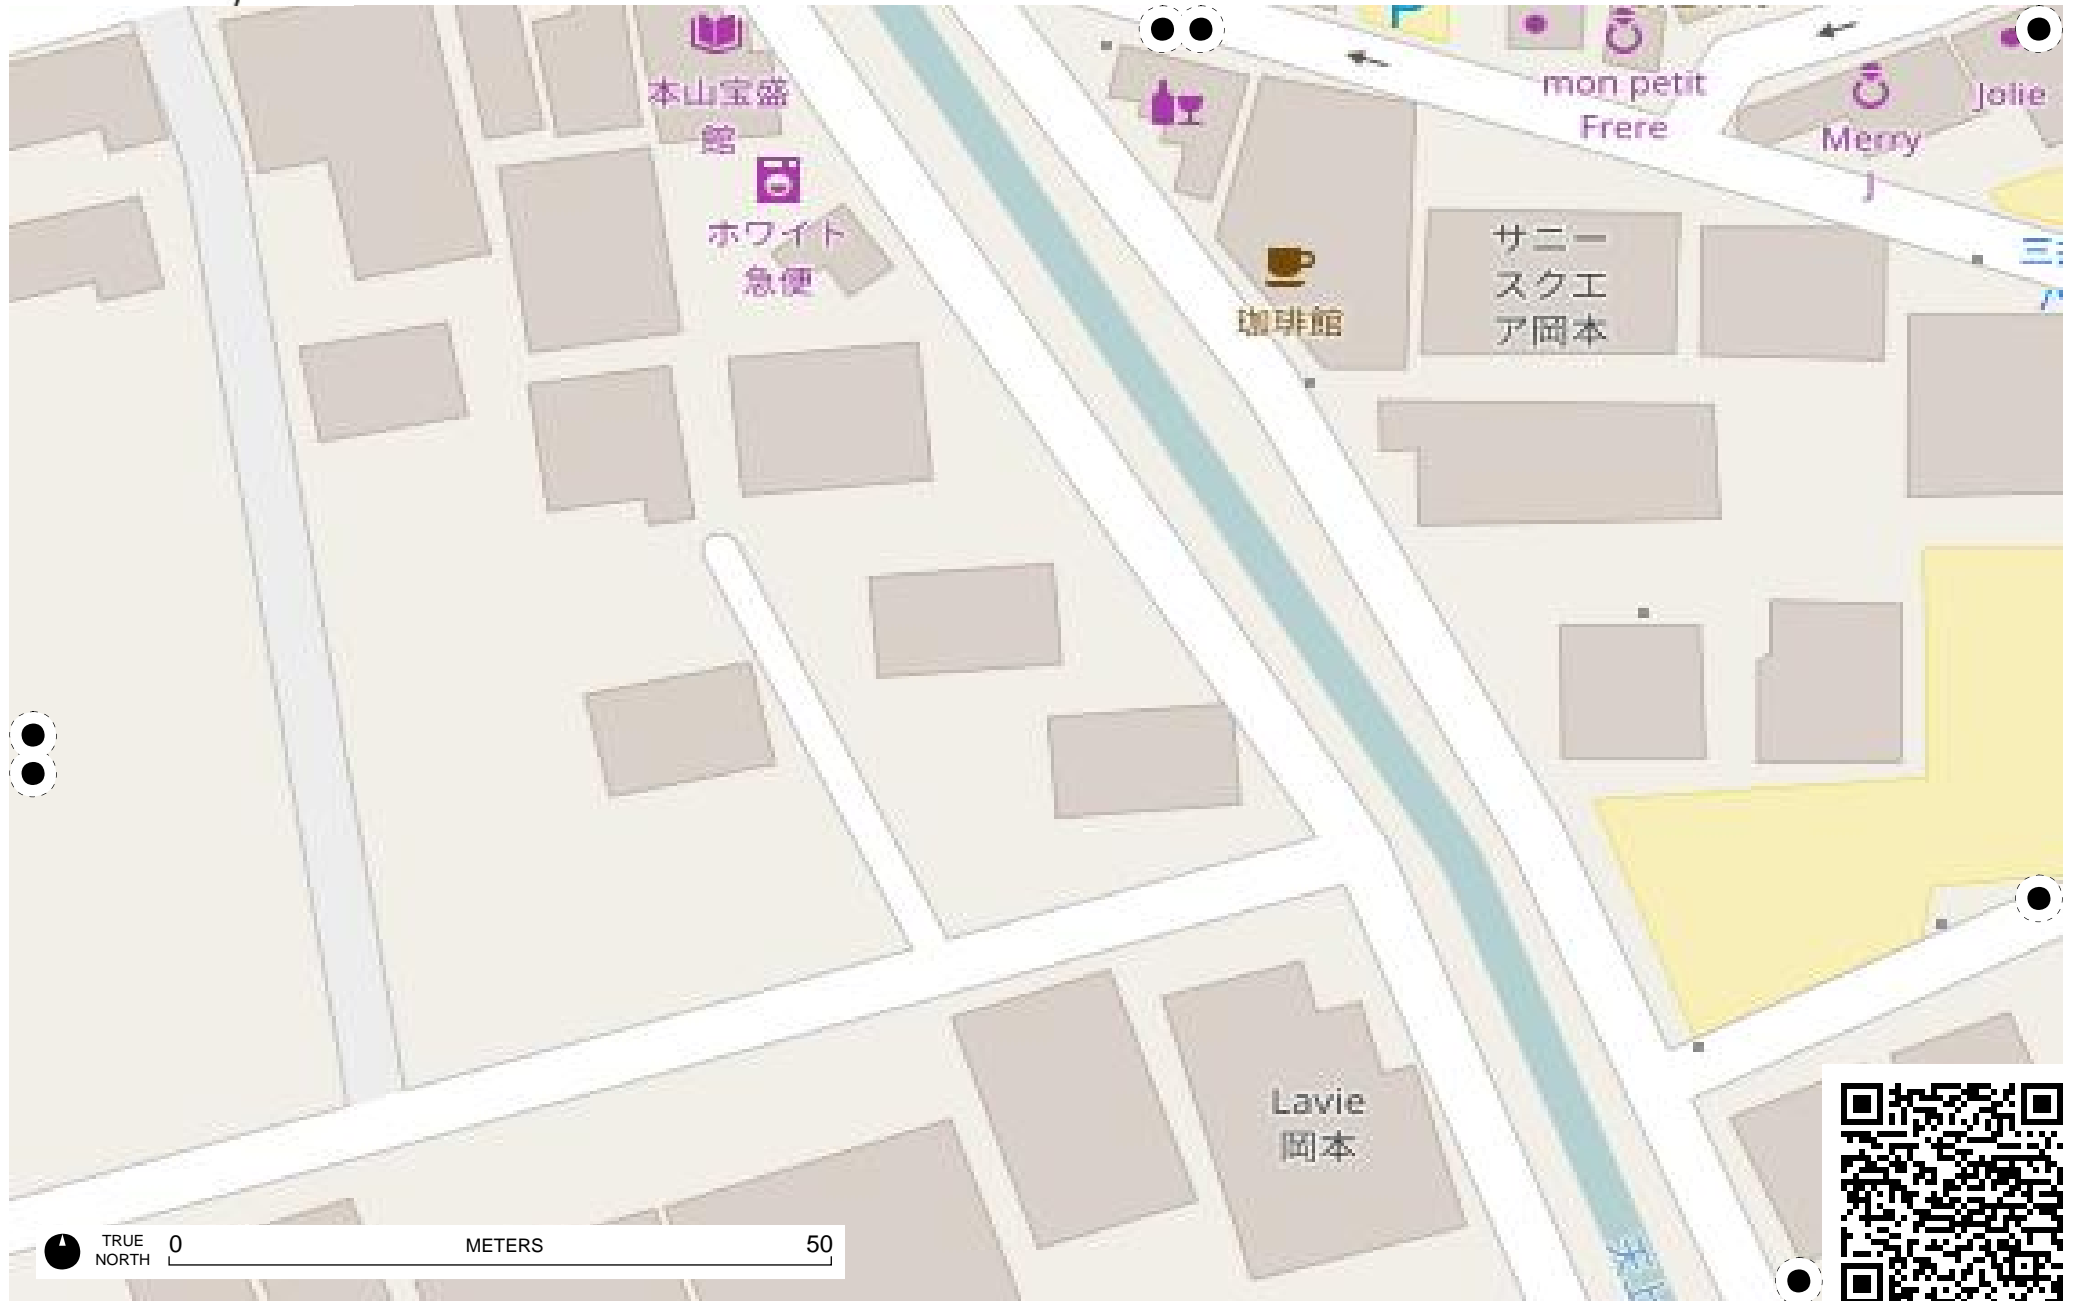 P
本山宝盛
館
ホワイト
急便
mon petit
Frere
Merry
J
Jolie
サニー
スクエ
ア岡本
珈琲館
Lavie
岡本
TRUE
NORTH
0 METERS 50